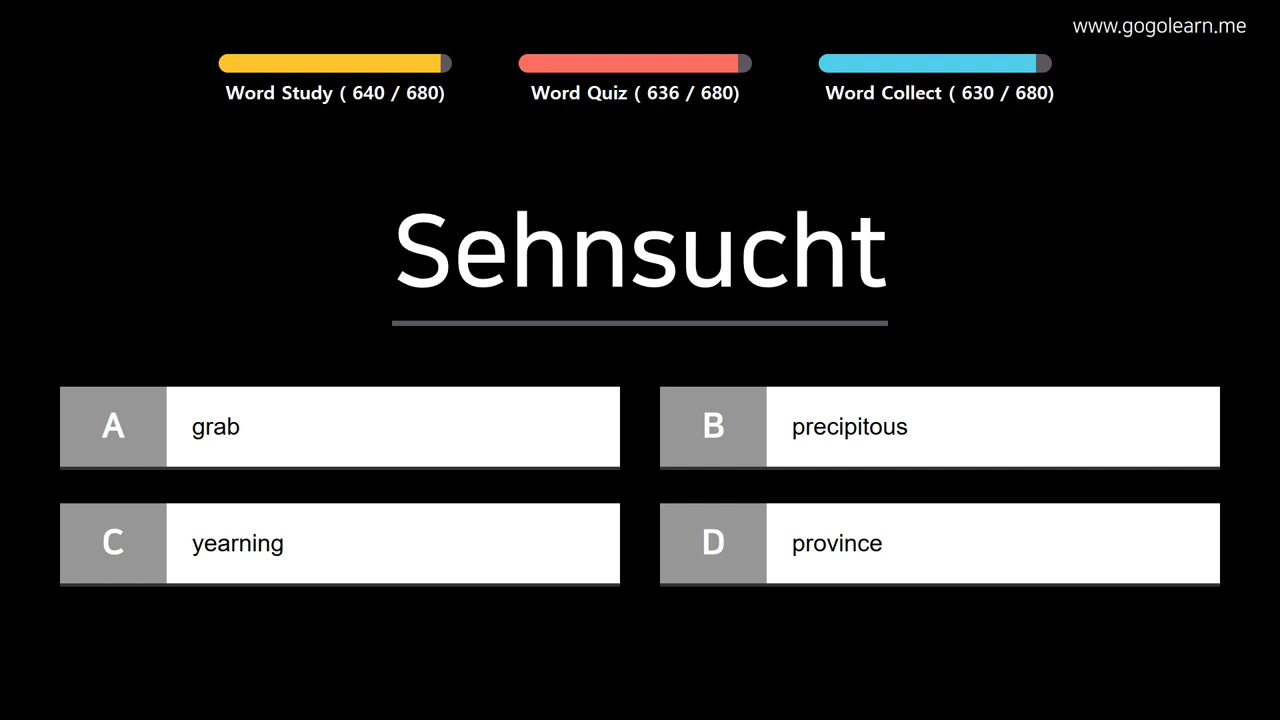 www.gogolearn.me
Word Study ( 640 / 680)
Word Quiz ( 636 / 680)
Word Collect ( 630 / 680)
Sehnsucht
A grab
B precipitous
C yearning
D province